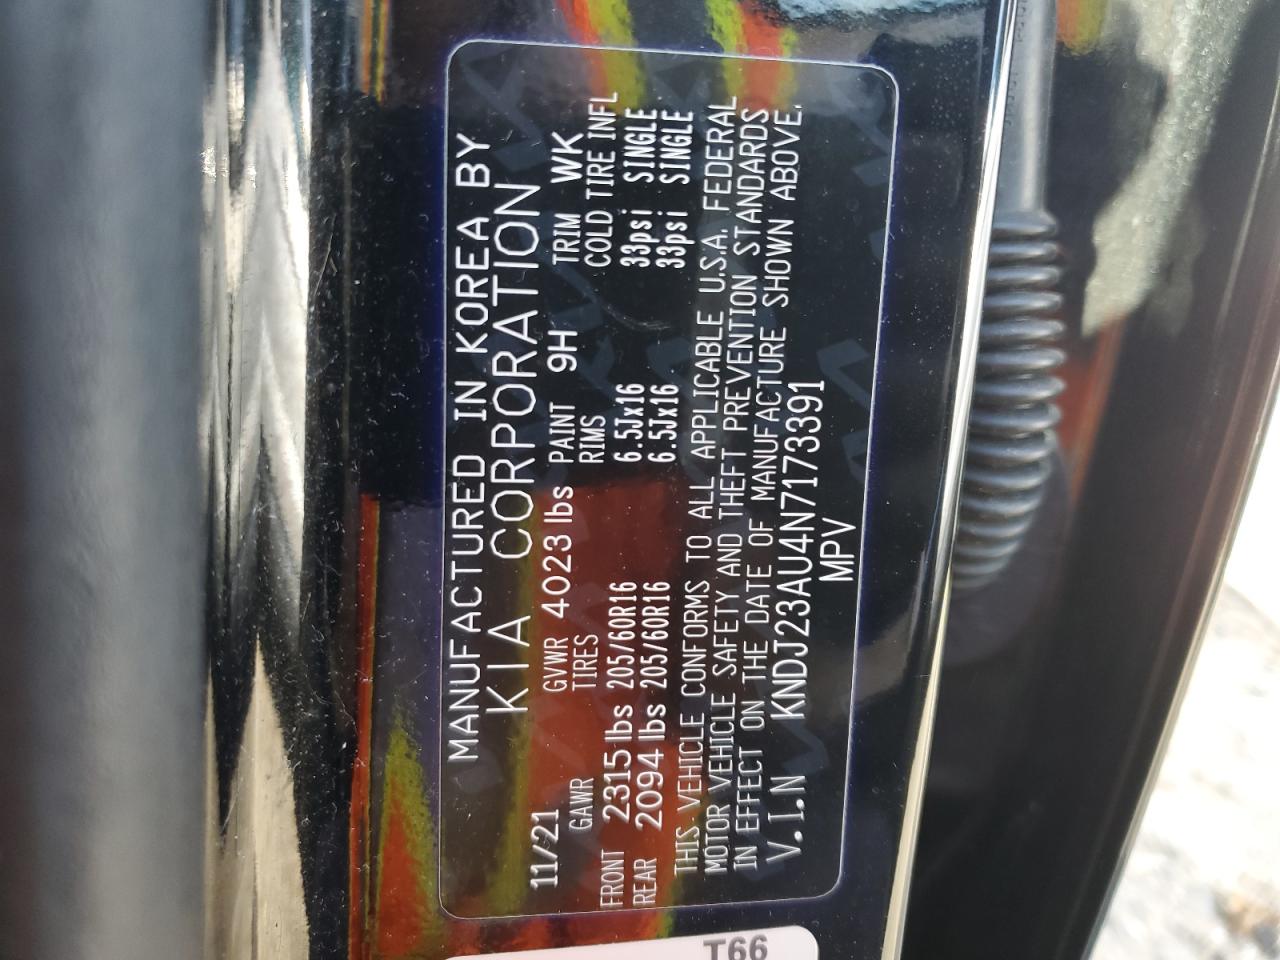 MANUFACTURED IN KOREA BY
KIA CORPORATION
11/21 GVWR 4023 lbs PAINT 9H TRIM WK
GAWR TIRES RIMS COLD TIRE INFL
FRONT 2315 lbs 205/60R16 6.5Jx16 33psi SINGLE
REAR 2094 lbs 205/60R16 6.5Jx16 33psi SINGLE
THIS VEHICLE CONFORMS TO ALL APPLICABLE U.S.A. FEDERAL
MOTOR VEHICLE SAFETY AND THEFT PREVENTION STANDARDS
IN EFFECT ON THE DATE OF MANUFACTURE SHOWN ABOVE.
V.I.N KNDJ23AU4N7173391
MPV
T66